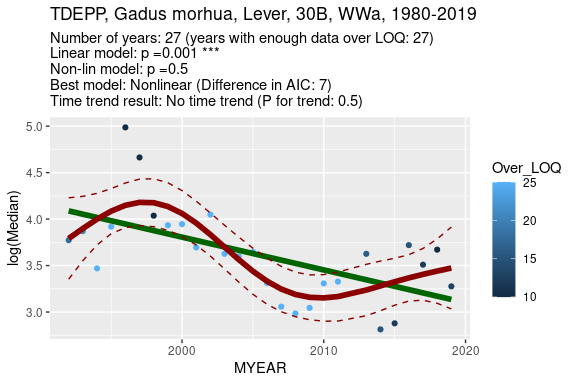 TDEPP, Gadus morhua, Lever, 30B, WWa, 1980-2019
Number of years: 27 (years with enough data over LOQ: 27)
Linear model: p =0.001 ***
Non-lin model: p =0.5
Best model: Nonlinear (Difference in AIC: 7)
Time trend result: No time trend (P for trend: 0.5)
5.0
4.5
4.0
3.5
3.0
log(Median)
2000
2010
2020
MYEAR
Over_LOQ
25
20
15
10